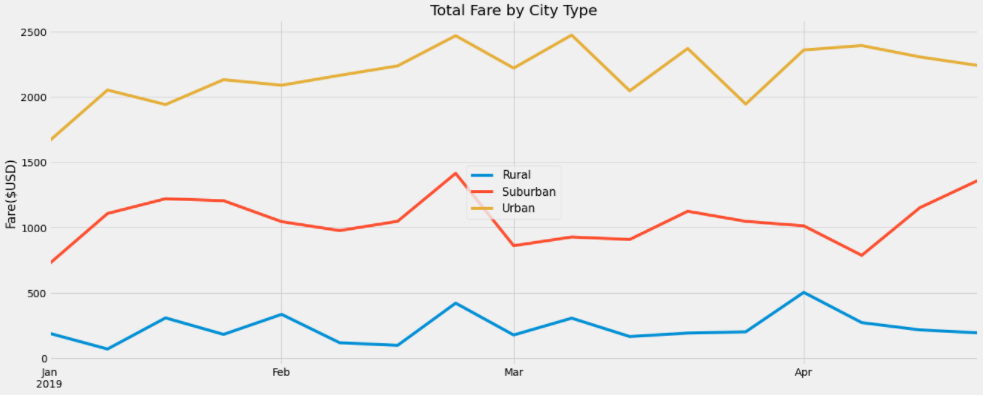 Total Fare by City Type
Fare($USD)
2500
2000
1500
1000
500
0
Rural
Suburban
Urban
Jan
2019
Feb
Mar
Apr